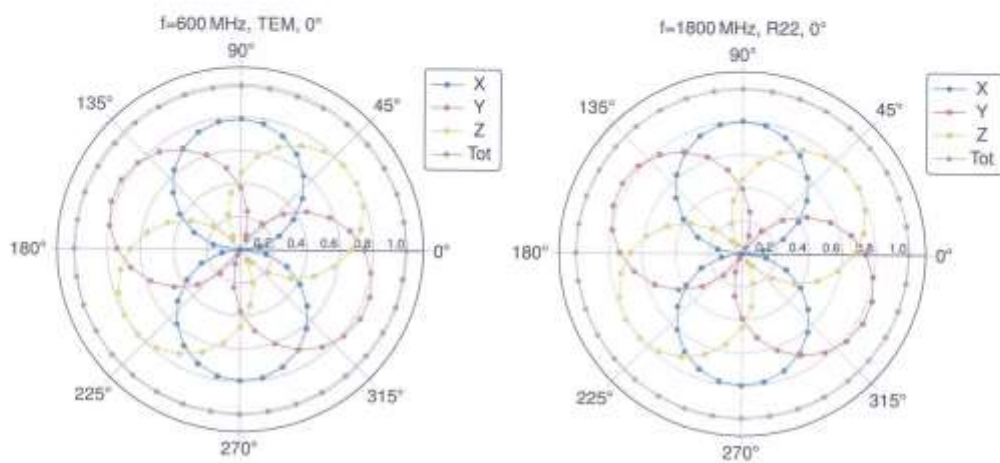 f=600 MHz, TEM, 0°
90°
135°
45°
X
Y
Z
Tot
180°
0.2 0.4 0.6 0.8 1.0
0°
225°
315°
270°
f=1800 MHz, R22, 0°
90°
135°
45°
X
Y
Z
Tot
180°
0.2 0.4 0.6 0.8 1.0
0°
225°
315°
270°